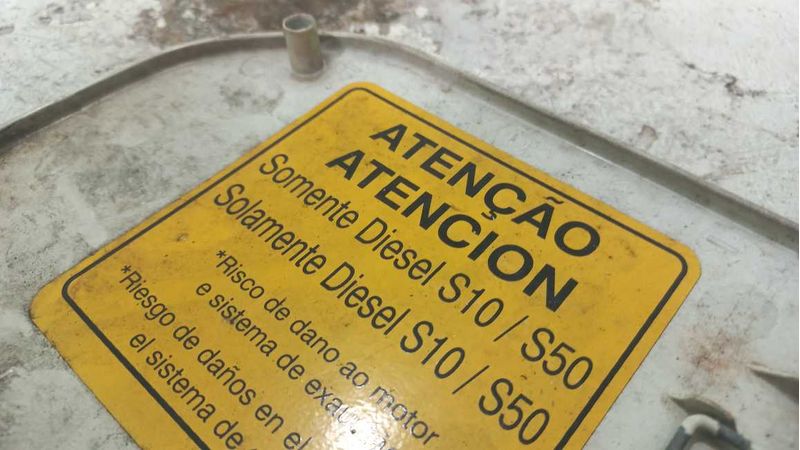 ATENÇÃO
ATENCION
Somente Diesel S10 / S50
Solamente Diesel S10 / S50
*Risco de dano ao motor
e sistema de
*Riesgo de daños en el
el sistema de